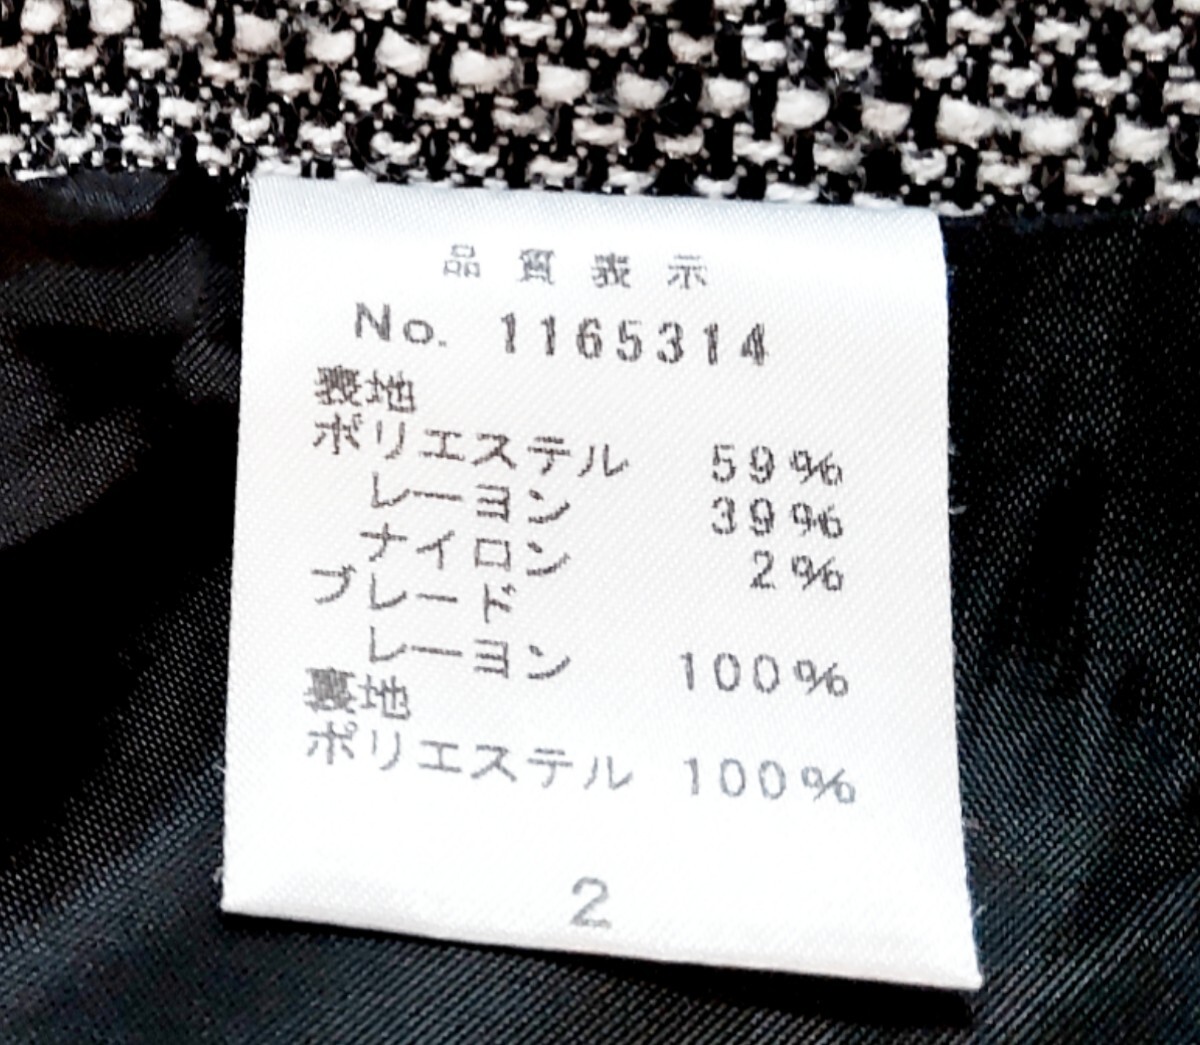 品質表示
No. 1165314
表地
ポリエステル 59%
レーヨン 39%
ナイロン 2%
ブレード
レーヨン 100%
裏地
ポリエステル 100%
2